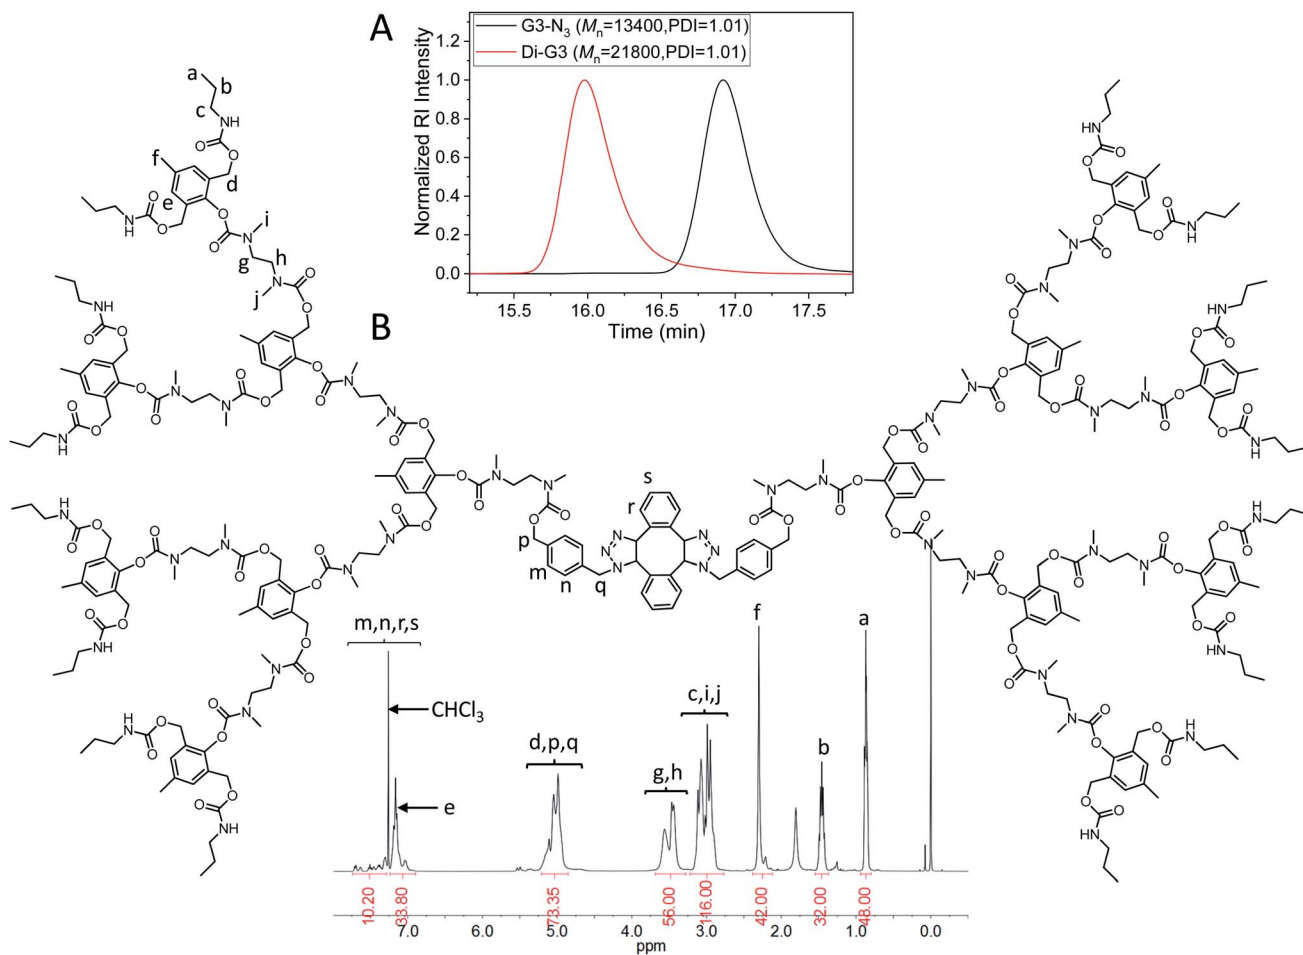 A
G3-N3 (Mn=13400,PDI=1.01)
Di-G3 (Mn=21800,PDI=1.01)
Normalized RI Intensity
1.2
1.0
0.8
0.6
0.4
0.2
0.0
15.5 16.0 16.5 17.0 17.5
Time (min)
B
a
b
c
f
d
e
i
g
h
j
s
r
p
m
n
q
m,n,r,s
CHCl3
e
d,p,q
g,h
c,i,j
f
b
a
10.20
33.80
73.35
56.00
116.00
42.00
32.00
48.00
7.0 6.0 5.0 4.0 3.0 2.0 1.0 0.0
ppm